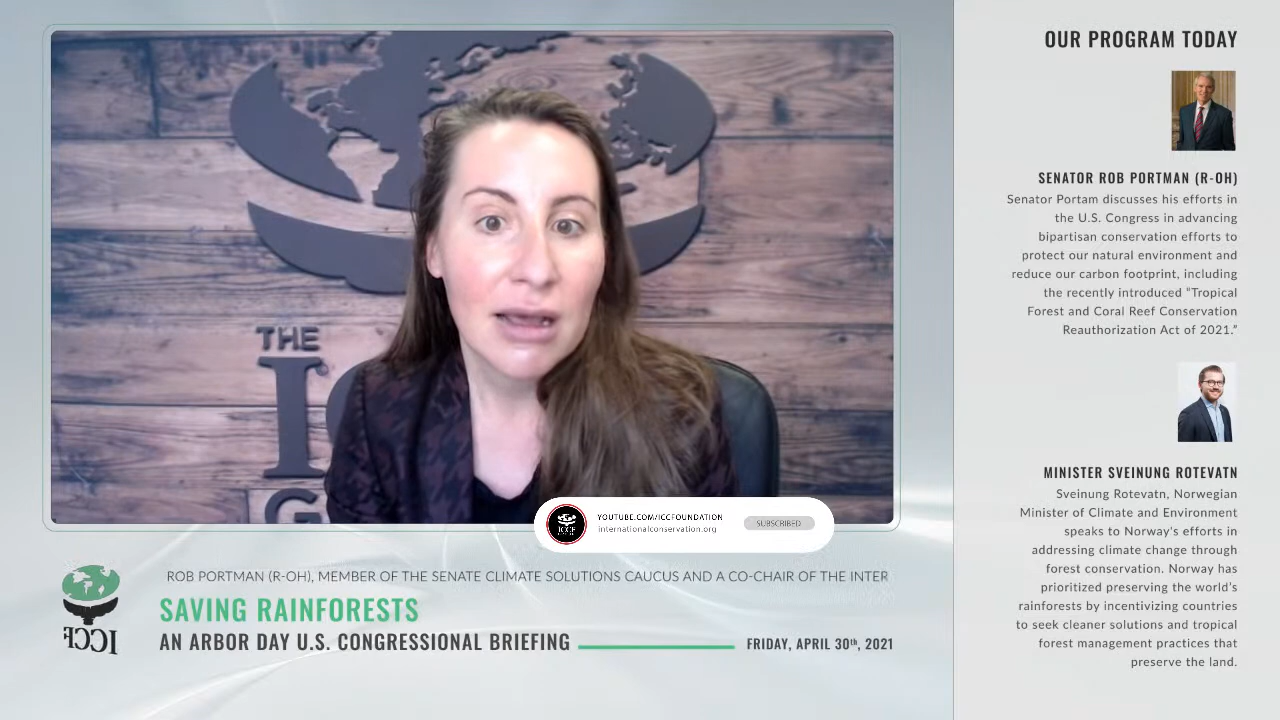 THE
I
G
YOUTUBE.COM/ICCFOUNDATION
internationalconservation.org
SUBSCRIBED
ICCF
ROB PORTMAN (R-OH), MEMBER OF THE SENATE CLIMATE SOLUTIONS CAUCUS AND A CO-CHAIR OF THE INTER
ICCF
SAVING RAINFORESTS
AN ARBOR DAY U.S. CONGRESSIONAL BRIEFING
FRIDAY, APRIL 30th, 2021
OUR PROGRAM TODAY
SENATOR ROB PORTMAN (R-OH)
Senator Portam discusses his efforts in
the U.S. Congress in advancing
bipartisan conservation efforts to
protect our natural environment and
reduce our carbon footprint, including
the recently introduced “Tropical
Forest and Coral Reef Conservation
Reauthorization Act of 2021.”
MINISTER SVEINUNG ROTEVATN
Sveinung Rotevatn, Norwegian
Minister of Climate and Environment
speaks to Norway's efforts in
addressing climate change through
forest conservation. Norway has
prioritized preserving the world's
rainforests by incentivizing countries
to seek cleaner solutions and tropical
forest management practices that
preserve the land.